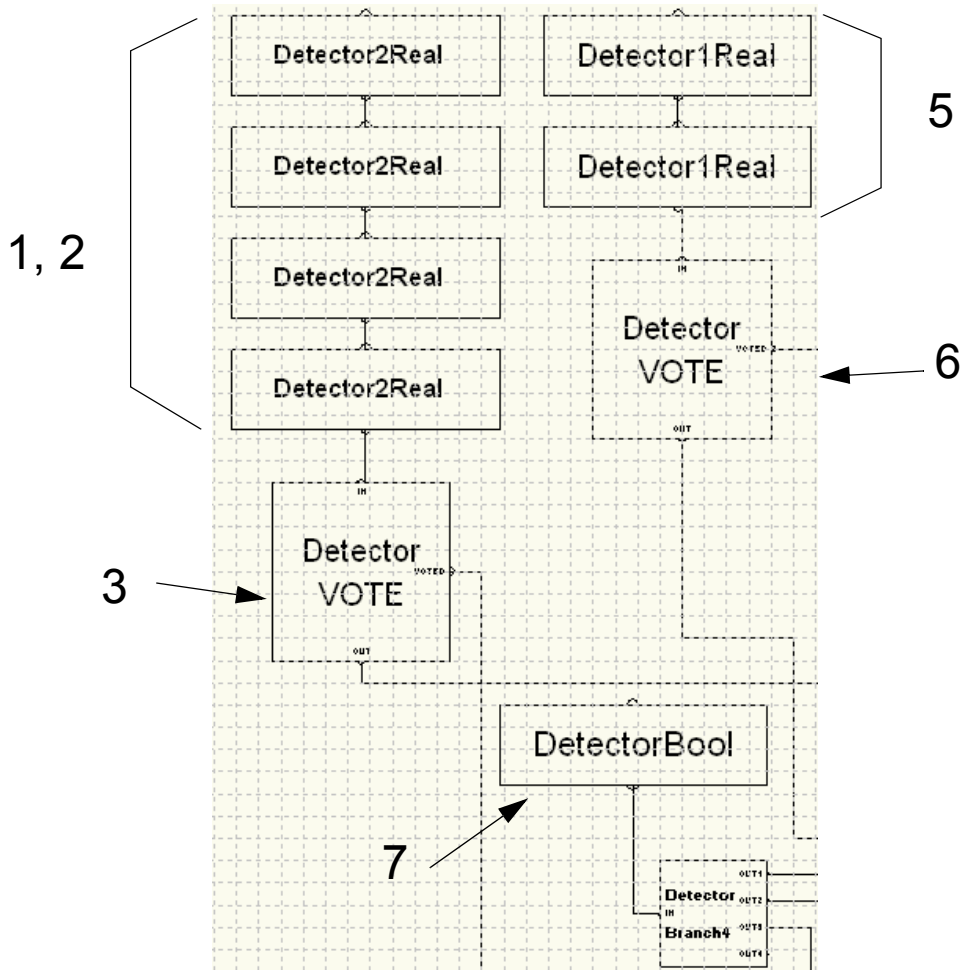 Detector2Real
Detector1Real
5
Detector2Real
Detector1Real
1, 2
Detector2Real
IN
Detector
VOTED
VOTE
6
Detector2Real
OUT
IN
Detector
VOTED
VOTE
3
OUT
DetectorBool
7
OUT1
Detector
OUT2
IN
Branch4
OUT3
OUT4